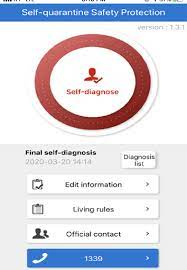 Self-quarantine Safety Protection
version : 1.3.1
Self-diagnose
Final self-diagnosis
2020-03-20 14:14
Diagnosis
list
Edit information
Living rules
Official contact
1339